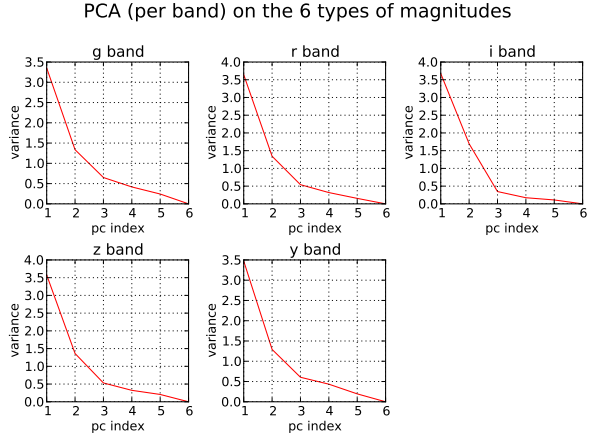 PCA (per band) on the 6 types of magnitudes
g band
3.5
3.0
2.5
2.0
1.5
1.0
0.5
0.0
variance
1 2 3 4 5 6
pc index
r band
4.0
3.5
3.0
2.5
2.0
1.5
1.0
0.5
0.0
variance
1 2 3 4 5 6
pc index
i band
4.0
3.5
3.0
2.5
2.0
1.5
1.0
0.5
0.0
variance
1 2 3 4 5 6
pc index
z band
4.0
3.5
3.0
2.5
2.0
1.5
1.0
0.5
0.0
variance
1 2 3 4 5 6
pc index
y band
3.5
3.0
2.5
2.0
1.5
1.0
0.5
0.0
variance
1 2 3 4 5 6
pc index